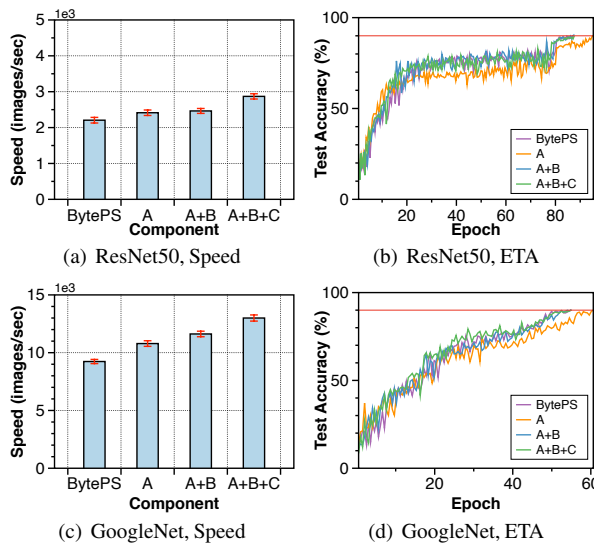 1e3
5
4
3
2
1
0
Speed (images/sec)
BytePS A A+B A+B+C
Component
(a) ResNet50, Speed
100
50
0
Test Accuracy (%)
BytePS
A
A+B
A+B+C
20 40 60 80
Epoch
(b) ResNet50, ETA
1e3
15
10
5
0
Speed (images/sec)
BytePS A A+B A+B+C
Component
(c) GoogleNet, Speed
100
50
0
Test Accuracy (%)
BytePS
A
A+B
A+B+C
20 40 60
Epoch
(d) GoogleNet, ETA